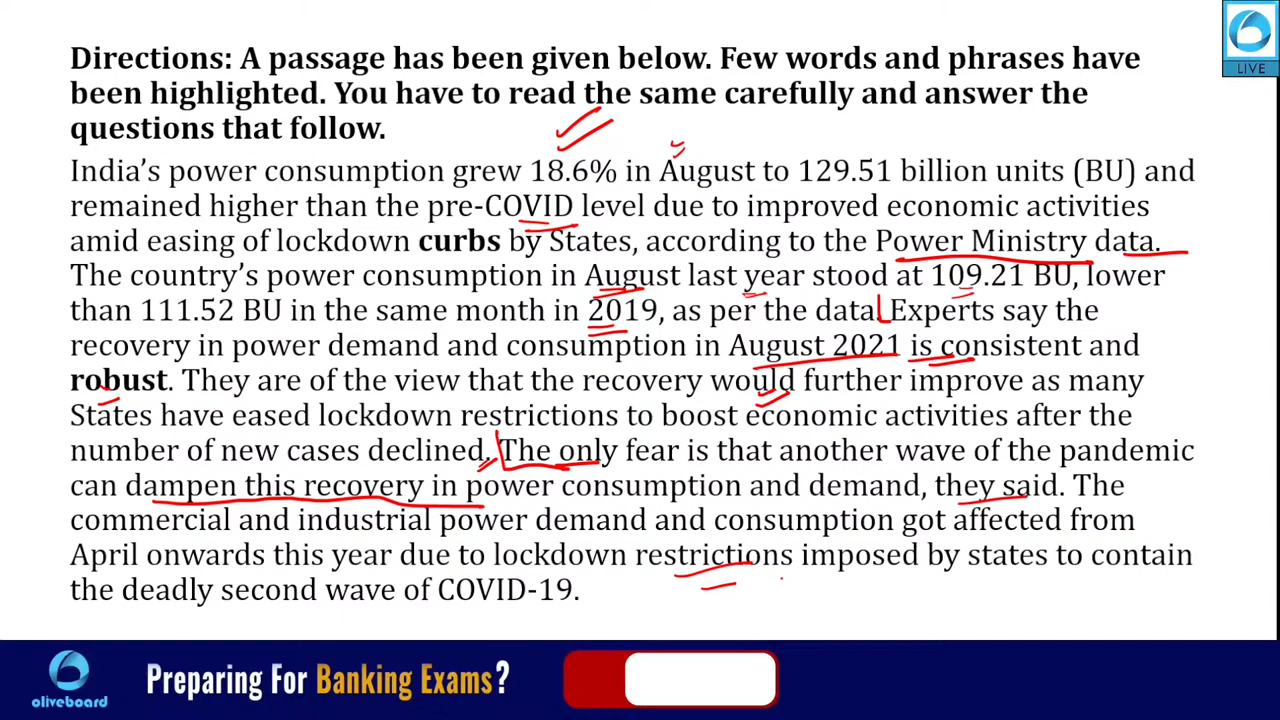 LIVE
Directions: A passage has been given below. Few words and phrases have
been highlighted. You have to read the same carefully and answer the
questions that follow.
India’s power consumption grew 18.6% in August to 129.51 billion units (BU) and
remained higher than the pre-COVID level due to improved economic activities
amid easing of lockdown curbs by States, according to the Power Ministry data.
The country’s power consumption in August last year stood at 109.21 BU, lower
than 111.52 BU in the same month in 2019, as per the data. Experts say the
recovery in power demand and consumption in August 2021 is consistent and
robust. They are of the view that the recovery would further improve as many
States have eased lockdown restrictions to boost economic activities after the
number of new cases declined. The only fear is that another wave of the pandemic
can dampen this recovery in power consumption and demand, they said. The
commercial and industrial power demand and consumption got affected from
April onwards this year due to lockdown restrictions imposed by states to contain
the deadly second wave of COVID-19.
oliveboard
Preparing For Banking Exams?